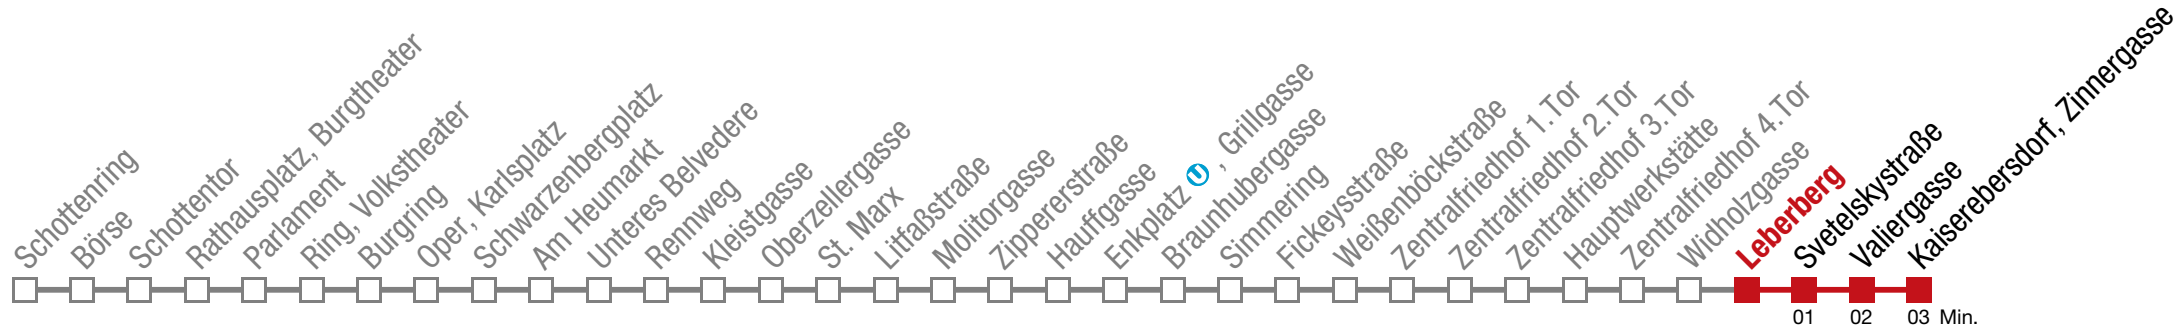 Schottenring
Börse
Schottentor
Rathausplatz, Burgtheater
Parlament
Ring, Volkstheater
Burgring
Oper, Karlsplatz
Schwarzenbergplatz
Am Heumarkt
Unteres Belvedere
Rennweg
Kleistgasse
Oberzellergasse
St. Marx
Litfaßstraße
Molitorgasse
Zippererstraße
Hauffgasse
Enkplatz U , Grillgasse
Braunhubergasse
Simmering
Fickeysstraße
Weißenböckstraße
Zentralfriedhof 1.Tor
Zentralfriedhof 2.Tor
Zentralfriedhof 3.Tor
Hauptwerkstätte
Zentralfriedhof 4.Tor
Widholzgasse
Leberberg
Svetelskystraße
Valiergasse
Kaiserebersdorf, Zinnergasse
01 02 03 Min.